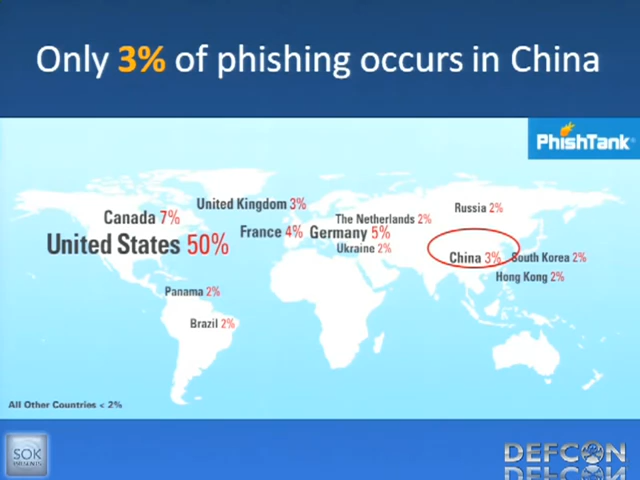 Only 3% of phishing occurs in China
PhishTank®
United Kingdom 3%
Russia 2%
Canada 7%
The Netherlands 2%
France 4%
Germany 5%
United States 50%
Ukraine 2%
China 3%
South Korea 2%
Hong Kong 2%
Panama 2%
Brazil 2%
All Other Countries < 2%
SOK
DEFCON